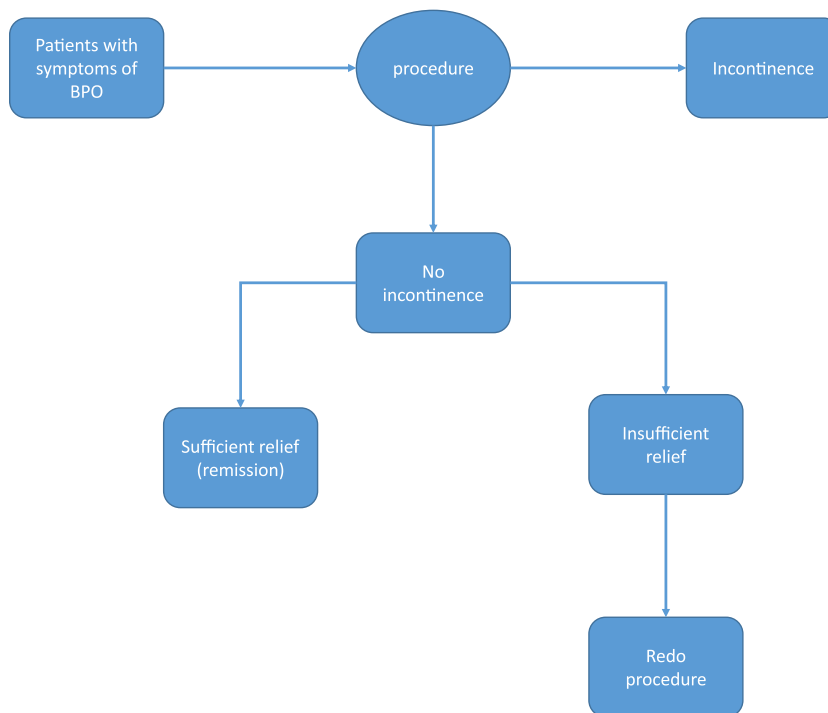 Patients with
symptoms of
BPO
procedure
Incontinence
No
incontinence
Sufficient relief
(remission)
Insufficient
relief
Redo
procedure